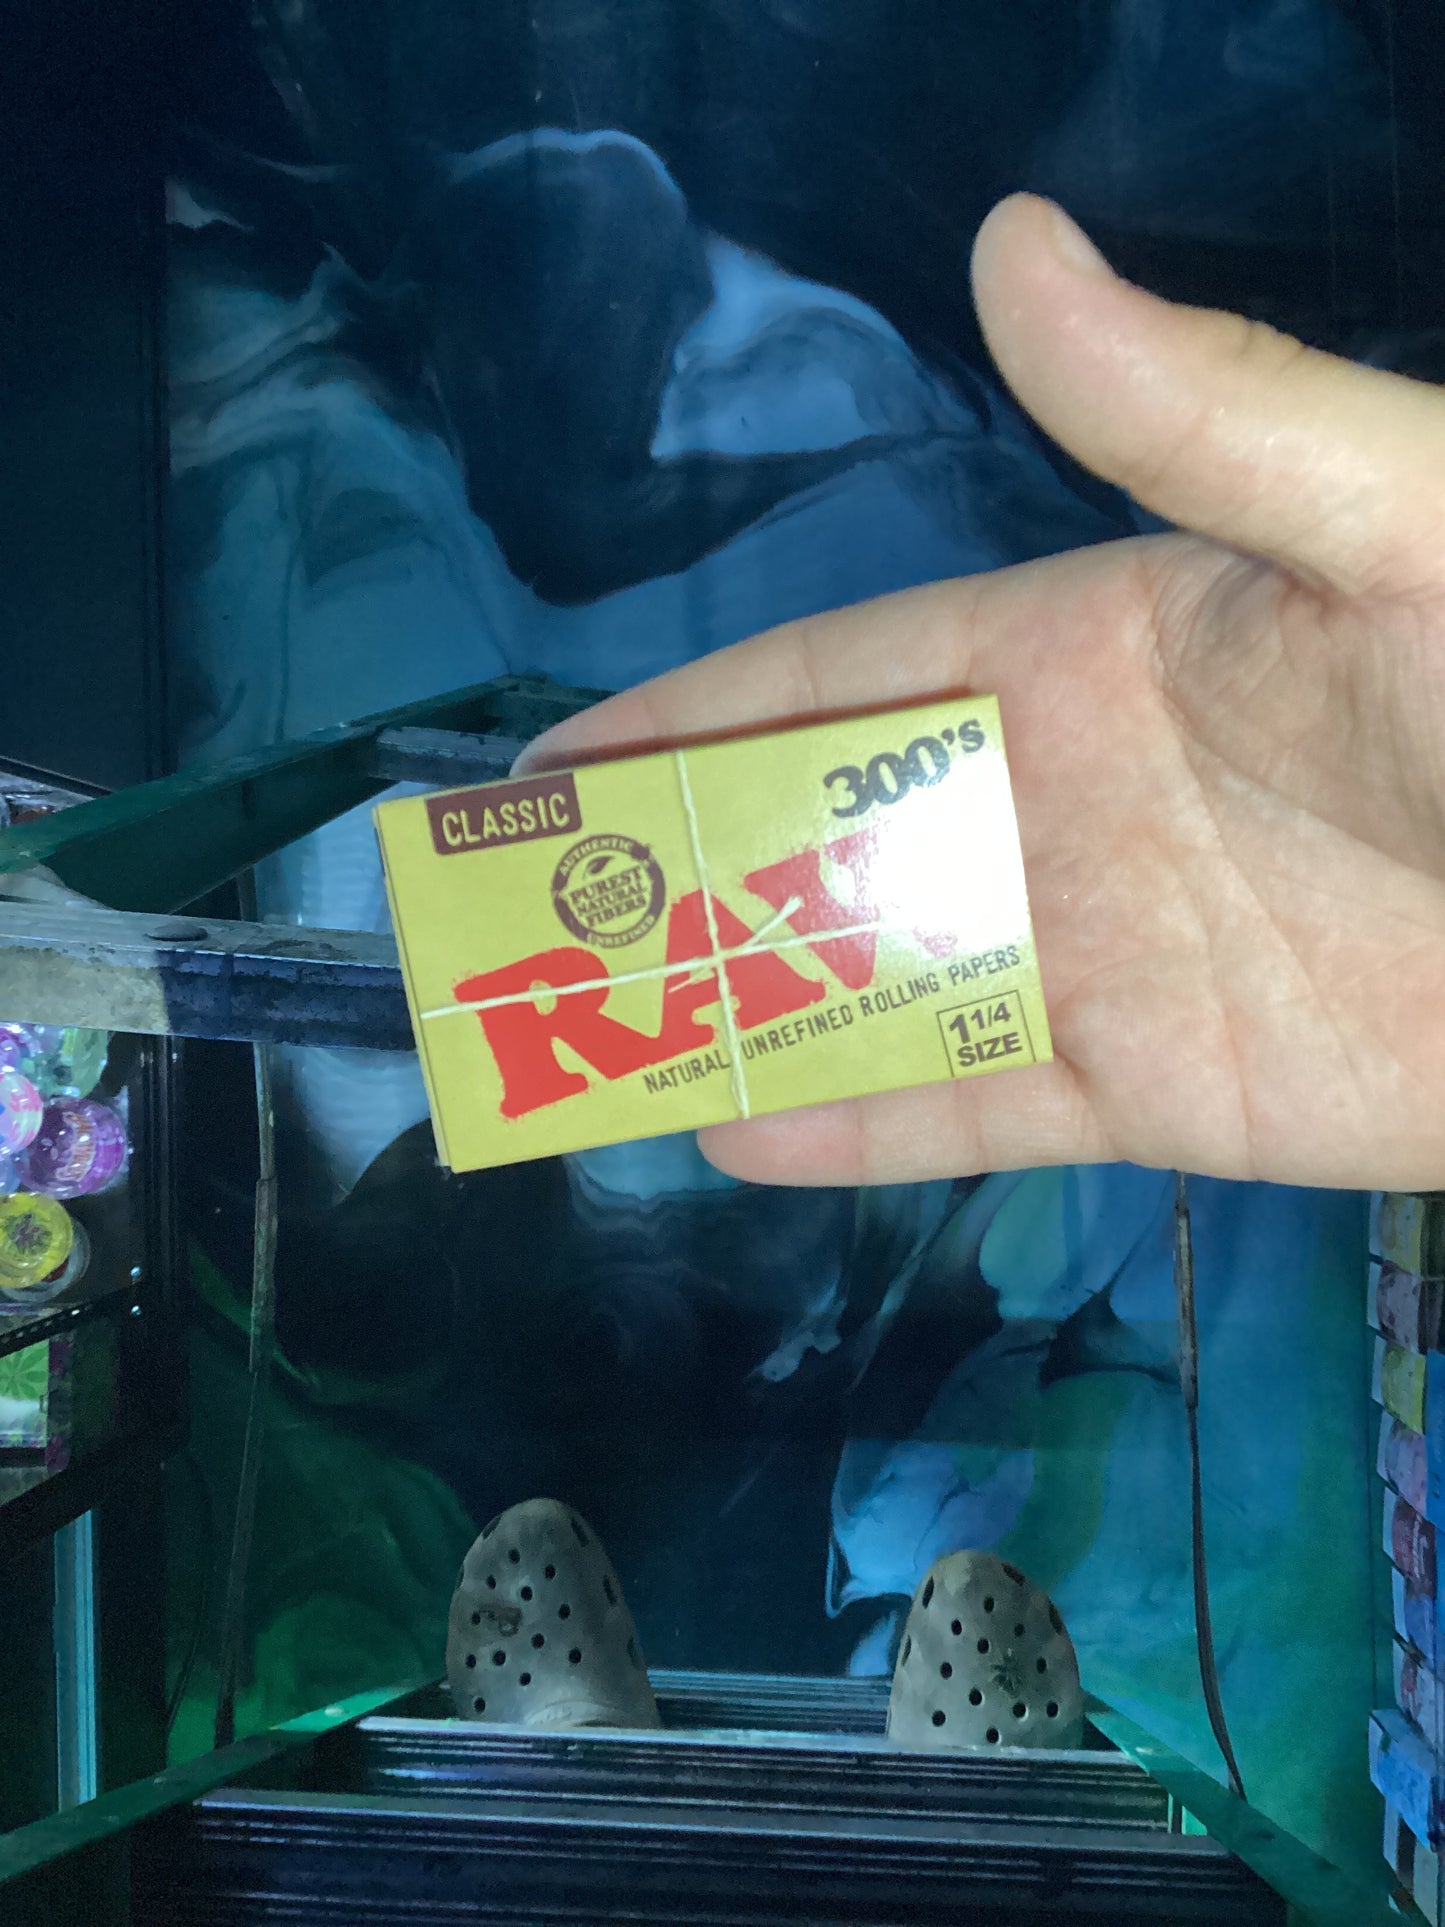 CLASSIC
300's
AUTHENTIC
PUREST
NATURAL
FIBERS
UNREFINED
RAW
NATURAL UNREFINED ROLLING PAPERS
1 1/4
SIZE